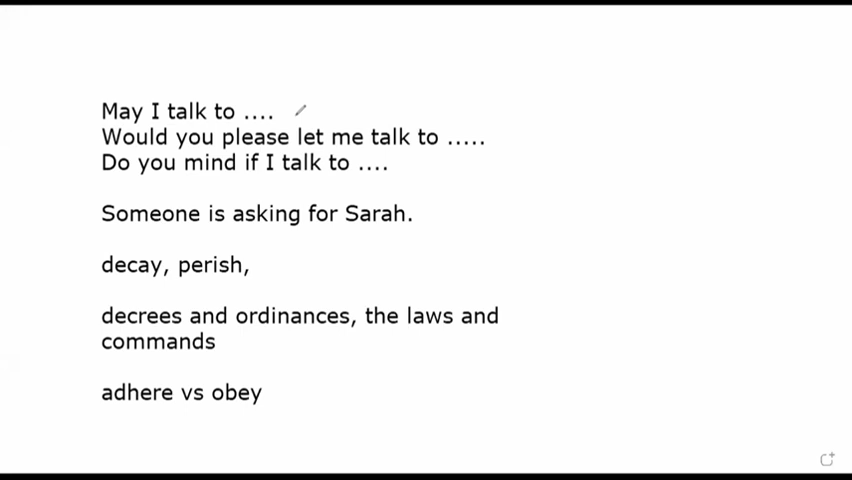 May I talk to ....
Would you please let me talk to .....
Do you mind if I talk to ....
Someone is asking for Sarah.
decay, perish,
decrees and ordinances, the laws and
commands
adhere vs obey